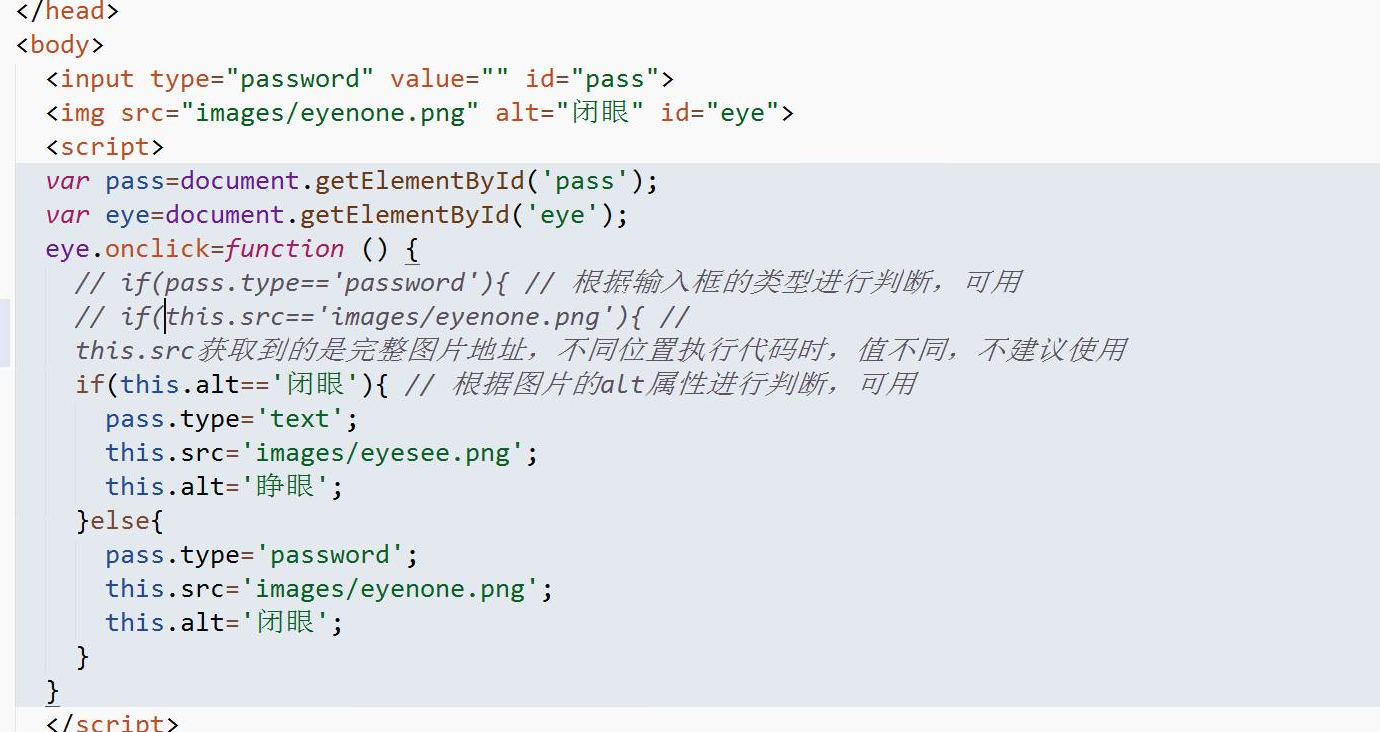 </head>
<body>
<input type="password" value="" id="pass">
<img src="images/eyenone.png" alt="闭眼" id="eye">
<script>
var pass=document.getElementById('pass');
var eye=document.getElementById('eye');
eye.onclick=function () {
// if(pass.type=='password'){ // 根据输入框的类型进行判断，可用
// if(this.src=='images/eyenone.png'){ //
this.src获取到的是完整图片地址，不同位置执行代码时，值不同，不建议使用
if(this.alt=='闭眼'){ // 根据图片的alt属性进行判断，可用
pass.type='text';
this.src='images/eyesee.png';
this.alt='睁眼';
}else{
pass.type='password';
this.src='images/eyenone.png';
this.alt='闭眼';
}
}
</script>